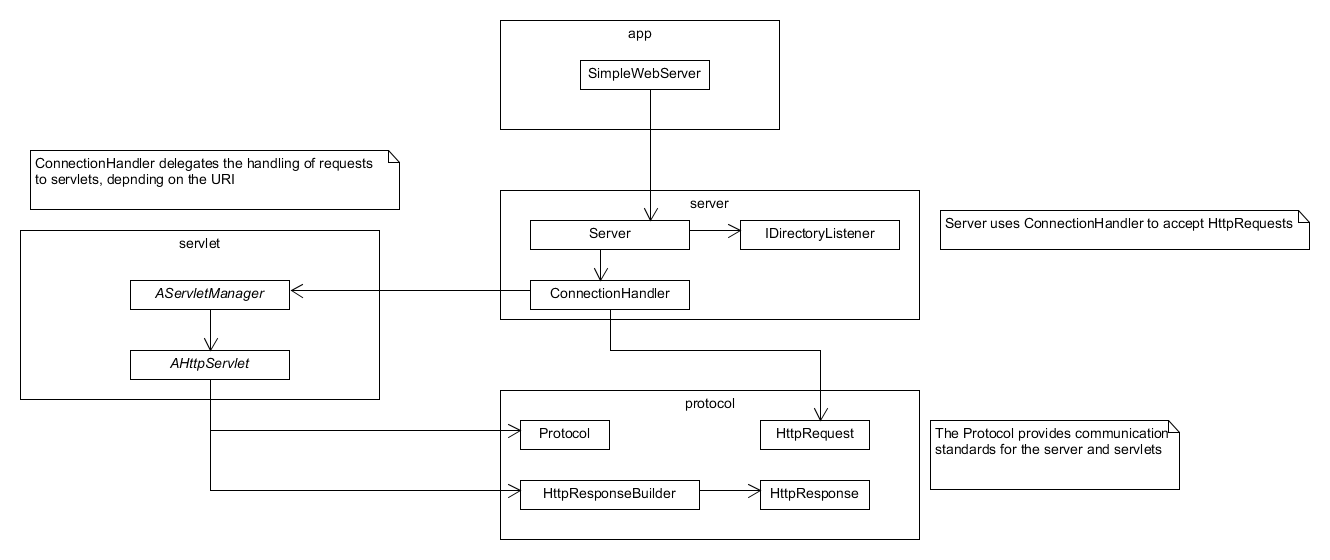 app
SimpleWebServer
ConnectionHandler delegates the handling of requests
to servlets, depnding on the URI
server
Server
IDirectoryListener
Server uses ConnectionHandler to accept HttpRequests
servlet
AServletManager
ConnectionHandler
AHttpServlet
protocol
Protocol
HttpRequest
The Protocol provides communication
standards for the server and servlets
HttpResponseBuilder
HttpResponse